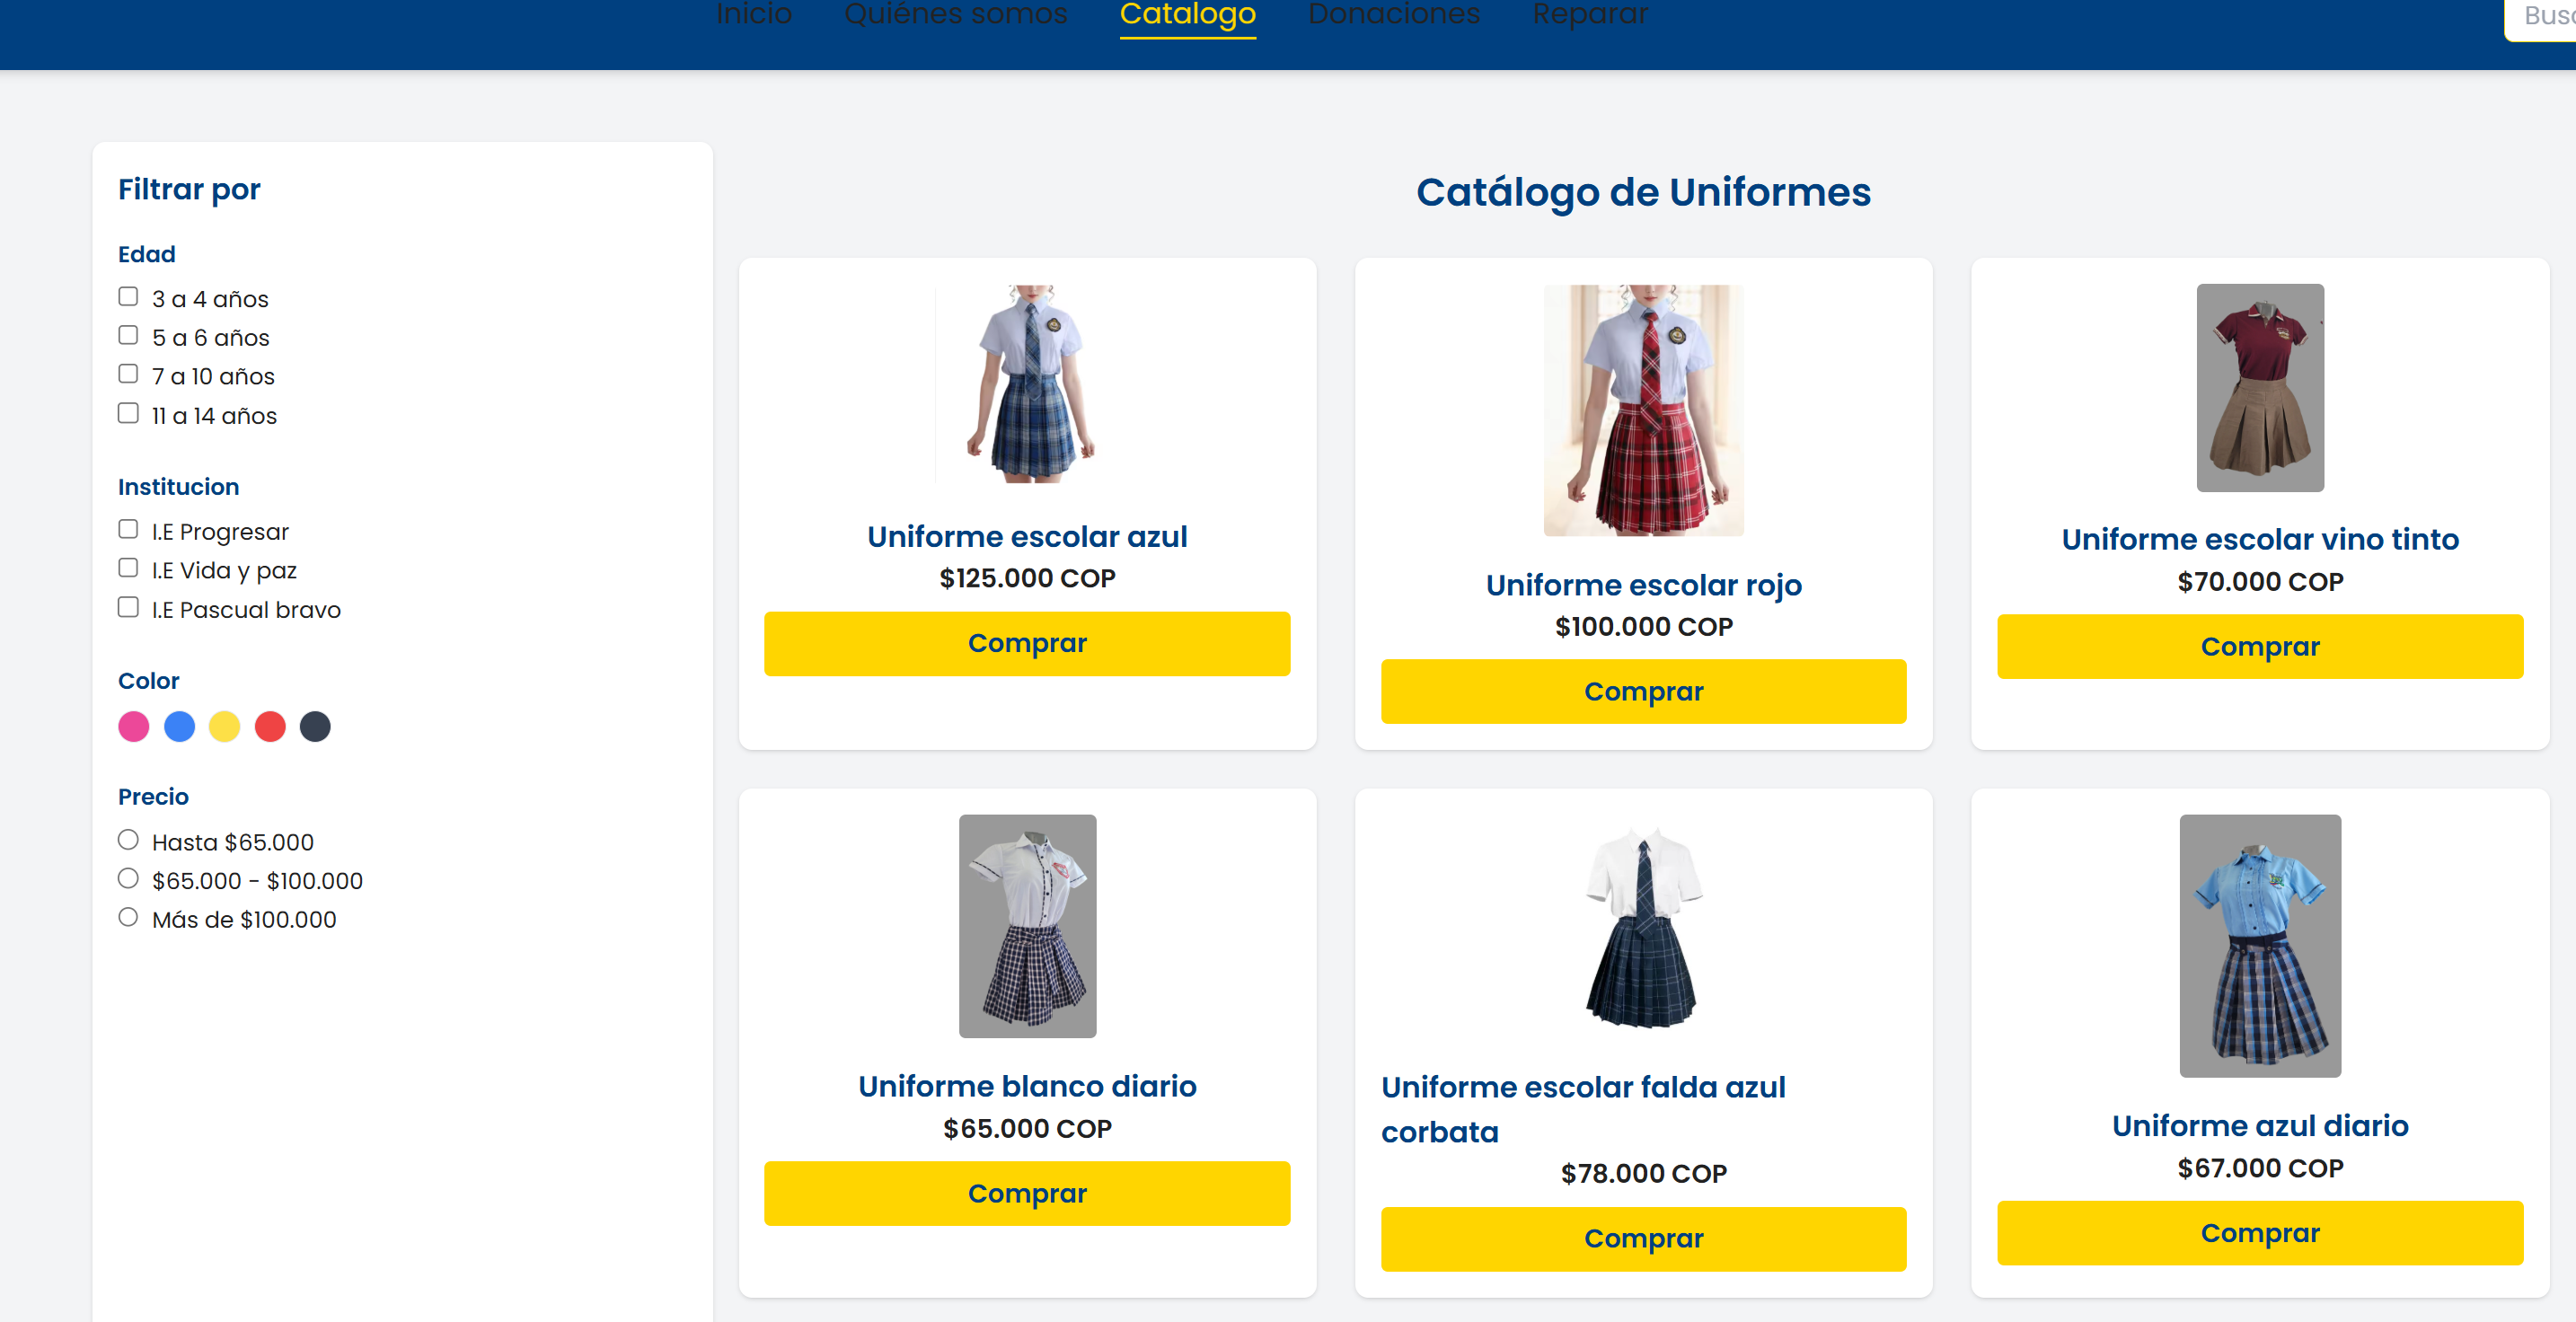 Inicio Quiénes somos Catalogo Donaciones Reparar
Filtrar por
Edad
3 a 4 años
5 a 6 años
7 a 10 años
11 a 14 años
Institucion
I.E Progresar
I.E Vida y paz
I.E Pascual bravo
Color
Precio
Hasta $65.000
$65.000 - $100.000
Más de $100.000
Catálogo de Uniformes
Uniforme escolar azul
$125.000 COP
Comprar
Uniforme escolar rojo
$100.000 COP
Comprar
Uniforme escolar vino tinto
$70.000 COP
Comprar
Uniforme blanco diario
$65.000 COP
Comprar
Uniforme escolar falda azul
corbata
$78.000 COP
Comprar
Uniforme azul diario
$67.000 COP
Comprar